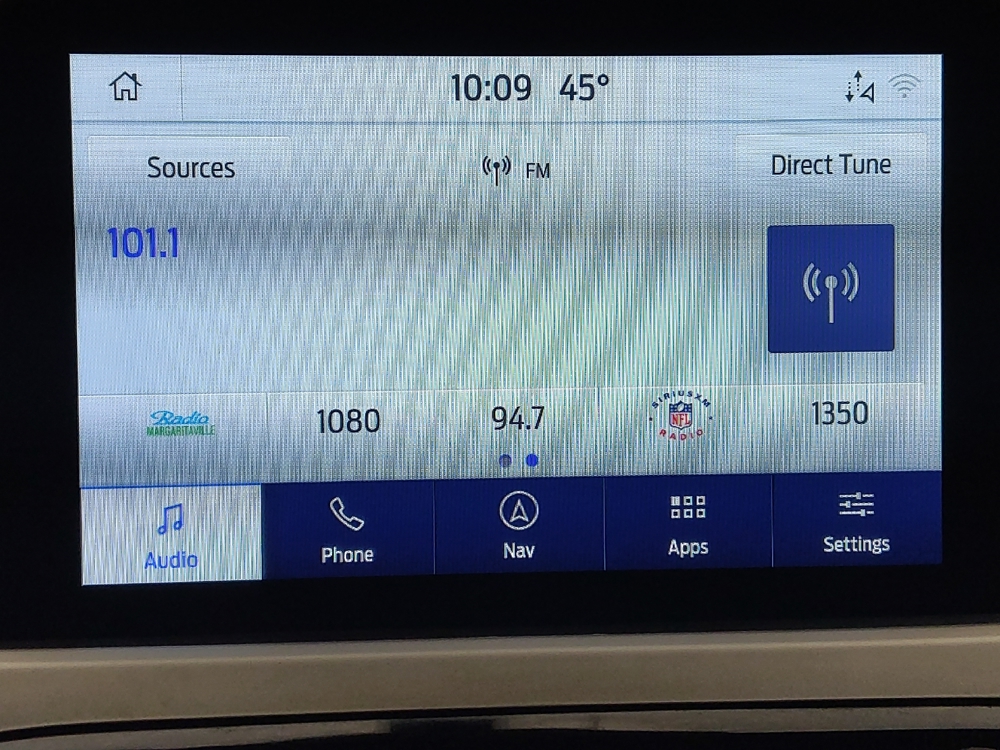 10:09 45°
Sources FM Direct Tune
101.1
Radio MARGARITAVILLE 1080 94.7 SIRIUSXM NFL RADIO 1350
Audio Phone Nav Apps Settings